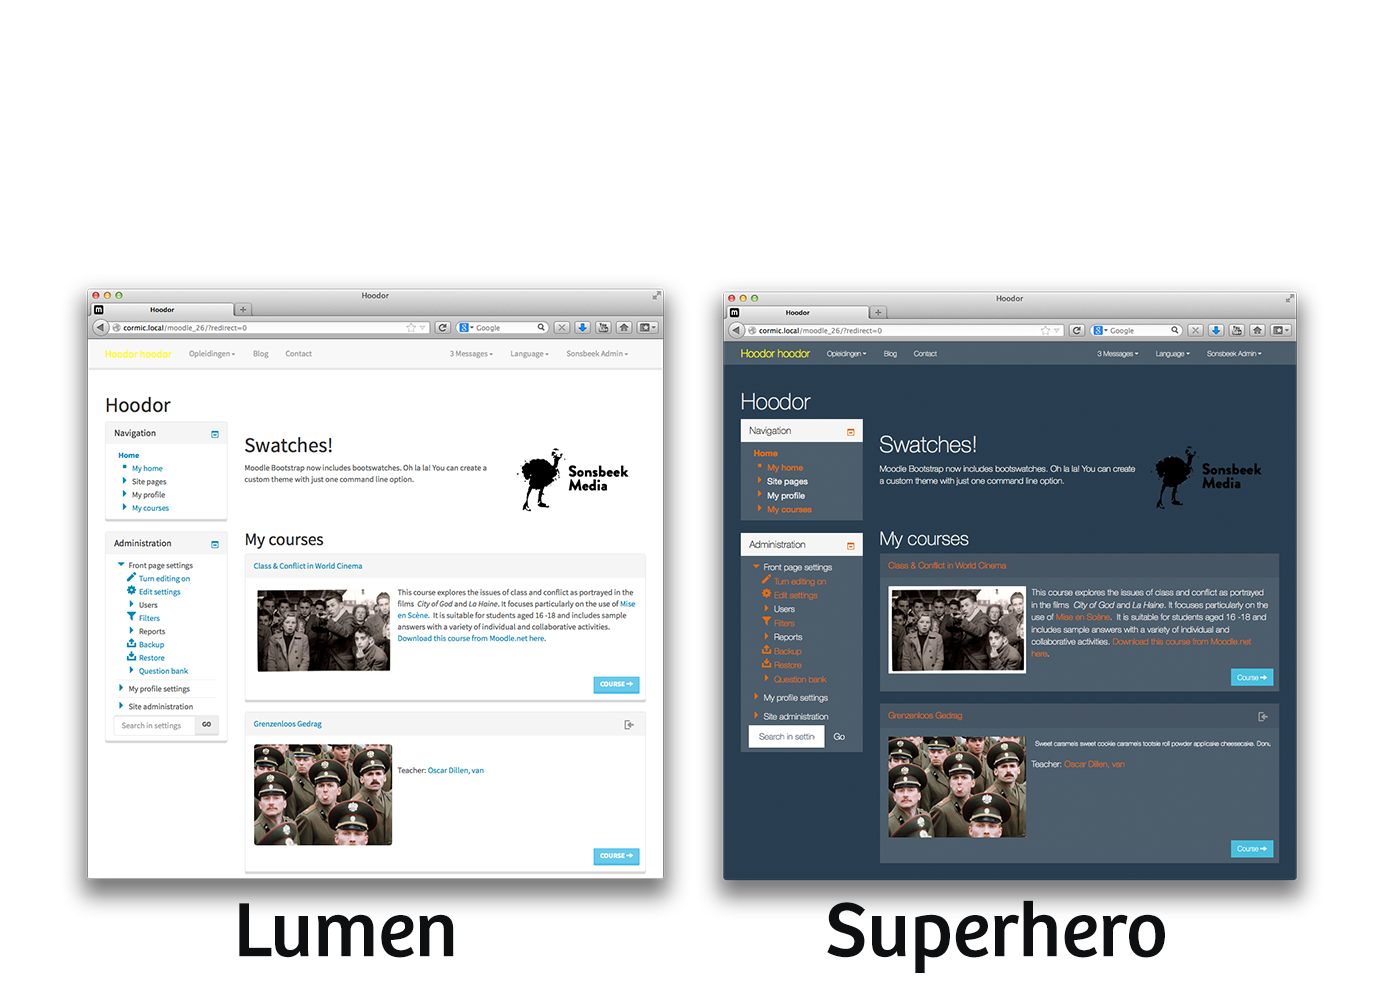 Hoodor
Hoodor
cormic.local/moodle_26/?redirect=0
Google
Hoodor hoodor
Opleidingen
Blog
Contact
3 Messages
Language
Sonsbeek Admin
Hoodor
Navigation
Home
My home
Site pages
My profile
My courses
Administration
Front page settings
Turn editing on
Edit settings
Users
Filters
Reports
Backup
Restore
Question bank
My profile settings
Site administration
Search in settings
GO
Swatches!
Moodle Bootstrap now includes bootswatches. Oh la la! You can create a
custom theme with just one command line option.
Sonsbeek
Media
My courses
Class & Conflict in World Cinema
This course explores the issues of class and conflict as portrayed in the
films City of God and La Haine. It focuses particularly on the use of Mise
en Scène. It is suitable for students aged 16 -18 and includes sample
answers with a variety of individual and collaborative activities.
Download this course from Moodle.net here.
COURSE
Grenzenloos Gedrag
Teacher: Oscar Dillen, van
COURSE
Lumen
Hoodor
Hoodor
cormic.local/moodle_26/?redirect=0
Google
Hoodor hoodor
Opleidingen
Blog
Contact
3 Messages
Language
Sonsbeek Admin
Hoodor
Navigation
Home
My home
Site pages
My profile
My courses
Administration
Front page settings
Turn editing on
Edit settings
Users
Filters
Reports
Backup
Restore
Question bank
My profile settings
Site administration
Search in settin
Go
Swatches!
Moodle Bootstrap now includes bootswatches. Oh la la! You can create
a custom theme with just one command line option.
Sonsbeek
Media
My courses
Class & Conflict in World Cinema
This course explores the issues of class and conflict as portrayed
in the films City of God and La Haine. It focuses particularly on the
use of Mise en Scène. It is suitable for students aged 16 -18 and
includes sample answers with a variety of individual and
collaborative activities. Download this course from Moodle.net
here.
Course
Grenzenloos Gedrag
Sweet caramels sweet cookie caramels tootsie roll powder applicake cheesecake. Donu
Teacher: Oscar Dillen, van
Course
Superhero